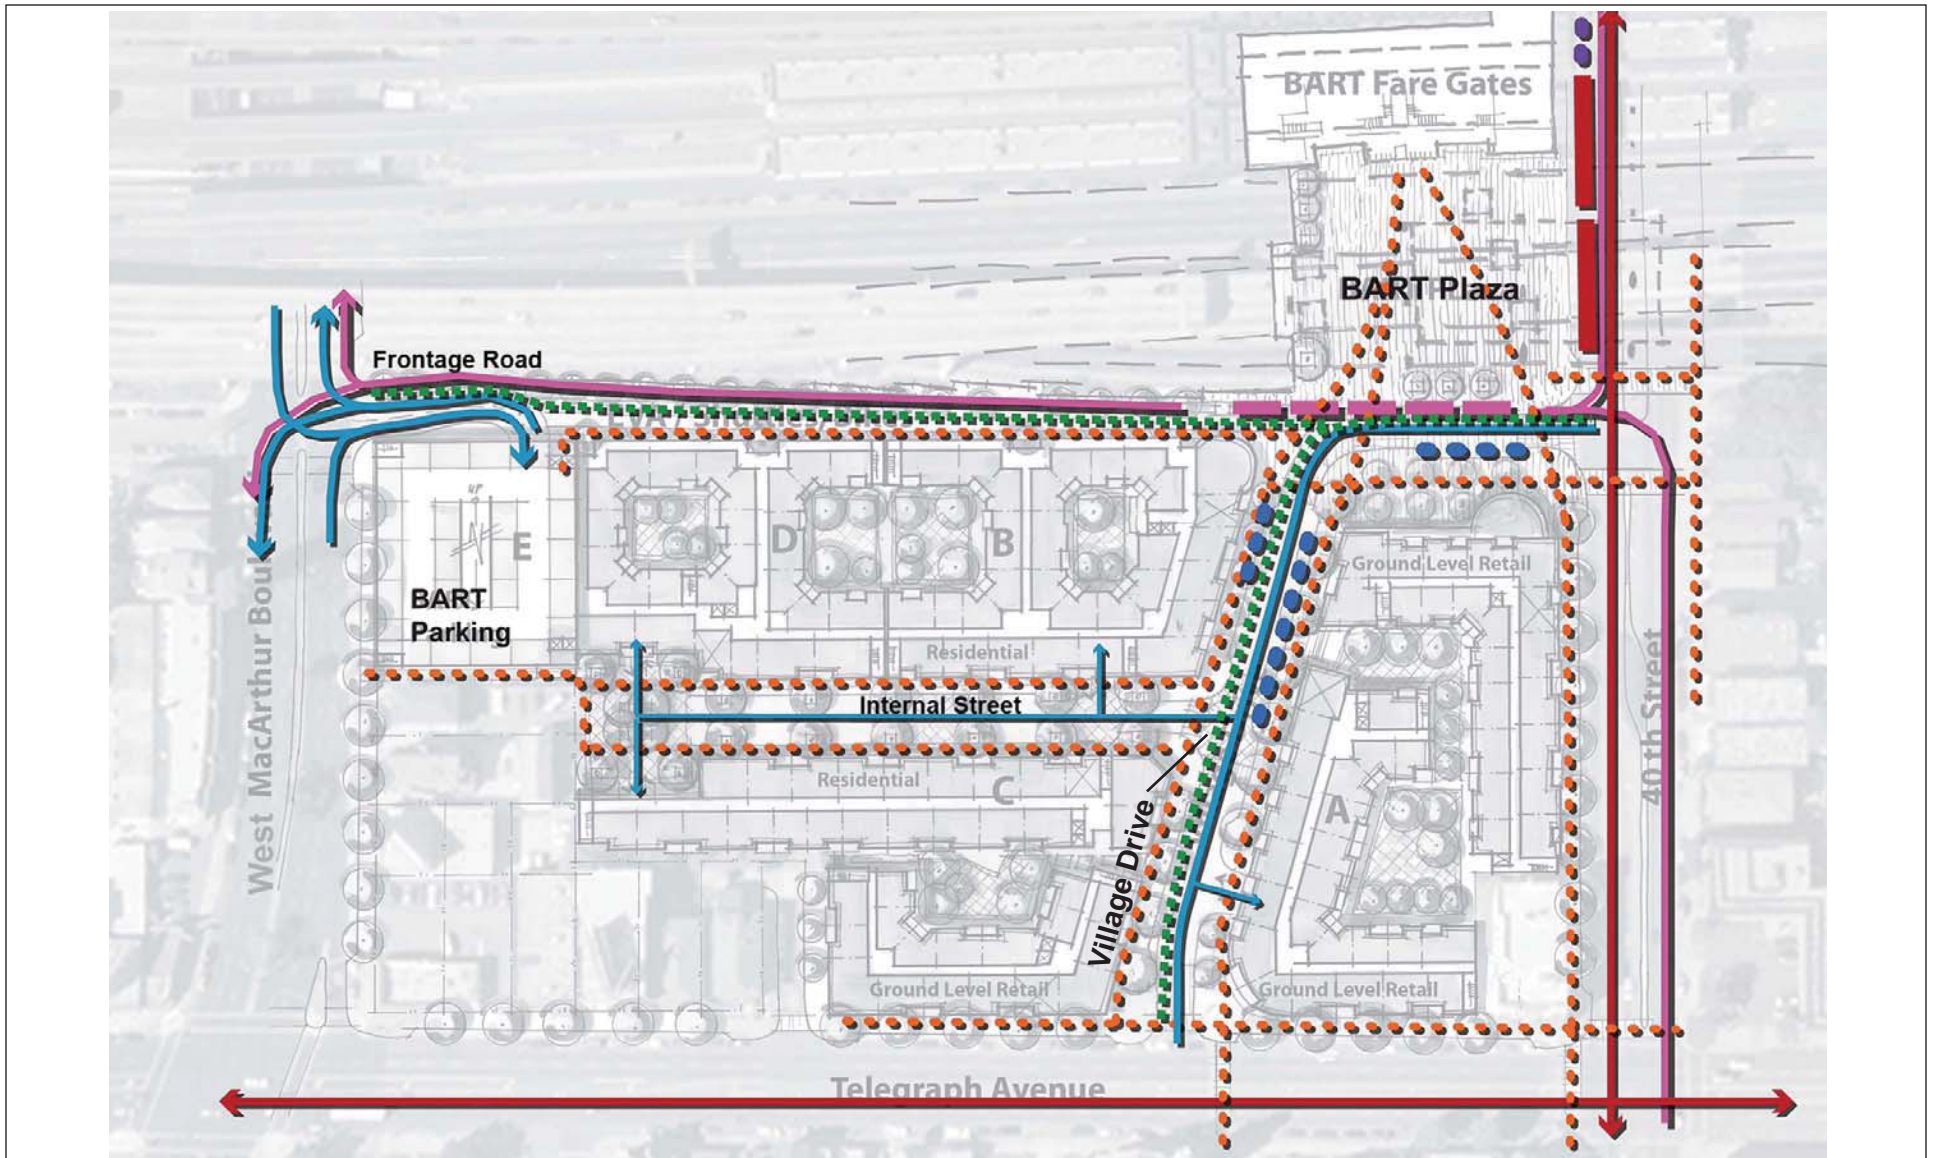 BART Fare Gates
BART Plaza
Frontage Road
E
D
B
Ground Level Retail
BART
Parking
Residential
Internal Street
West MacArthur Boul
40th Street
Residential
C
A
Village Drive
Ground Level Retail
Ground Level Retail
Telegraph Avenue